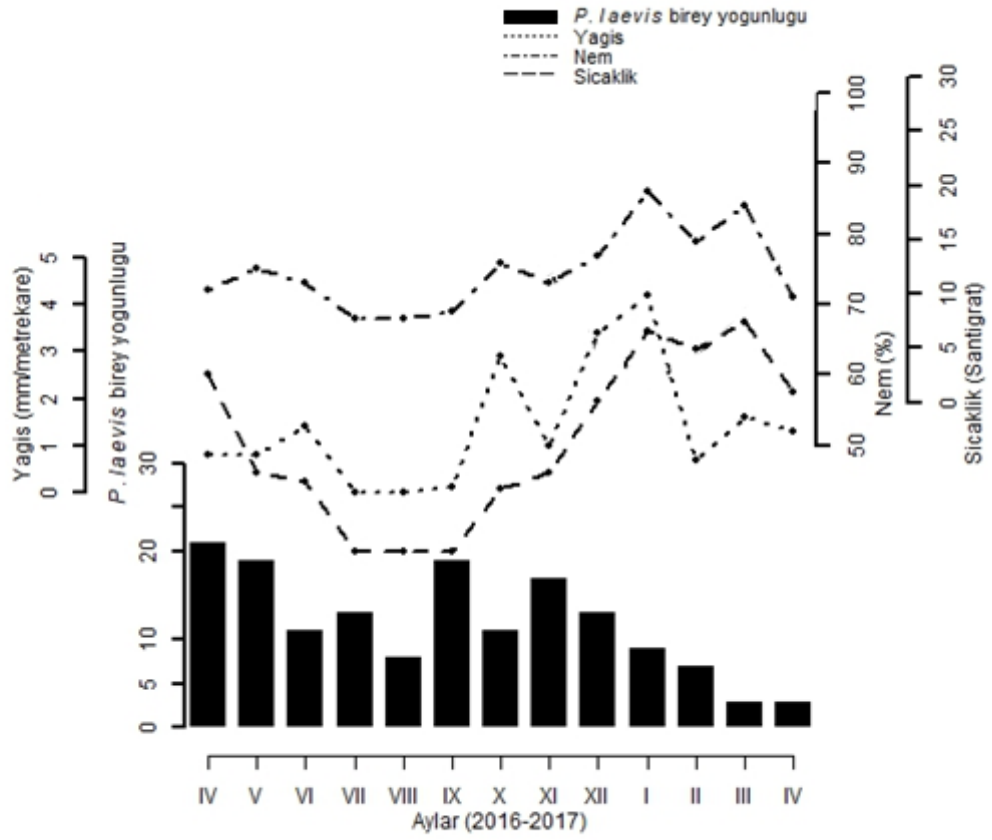 P. laevis birey yogunlugu
Yagis
Nem
Sicaklik
Yagis (mm/metrekare)
0 1 2 3 4 5
P. laevis birey yogunlugu
0 5 10 20 30
Nem (%)
50 60 70 80 90 100
Sicaklik (Santigrat)
0 5 10 15 20 25 30
IV V VI VII VIII IX X XI XII I II III IV
Aylar (2016-2017)